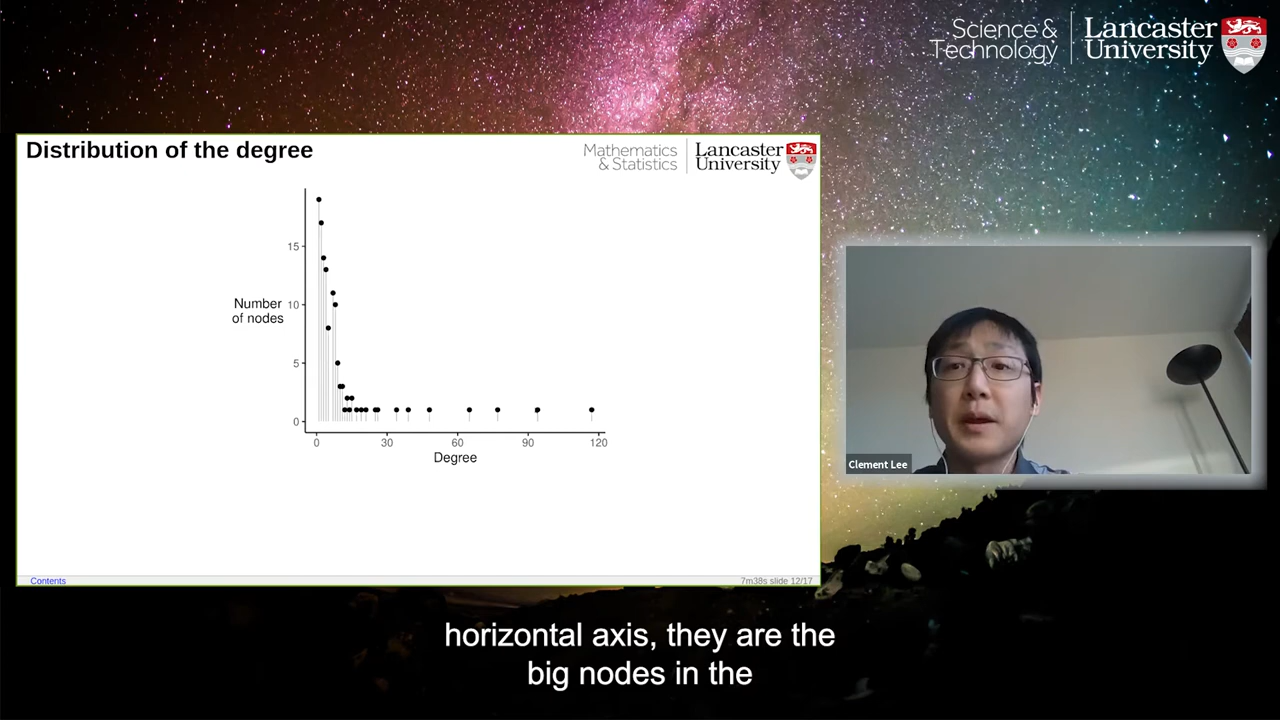 Science &
Technology
Lancaster
University
Distribution of the degree
Mathematics
& Statistics
Lancaster
University
15
10
5
0
Number
of nodes
0 30 60 90 120
Degree
Clement Lee
Contents
7m38s slide 12/17
horizontal axis, they are the
big nodes in the